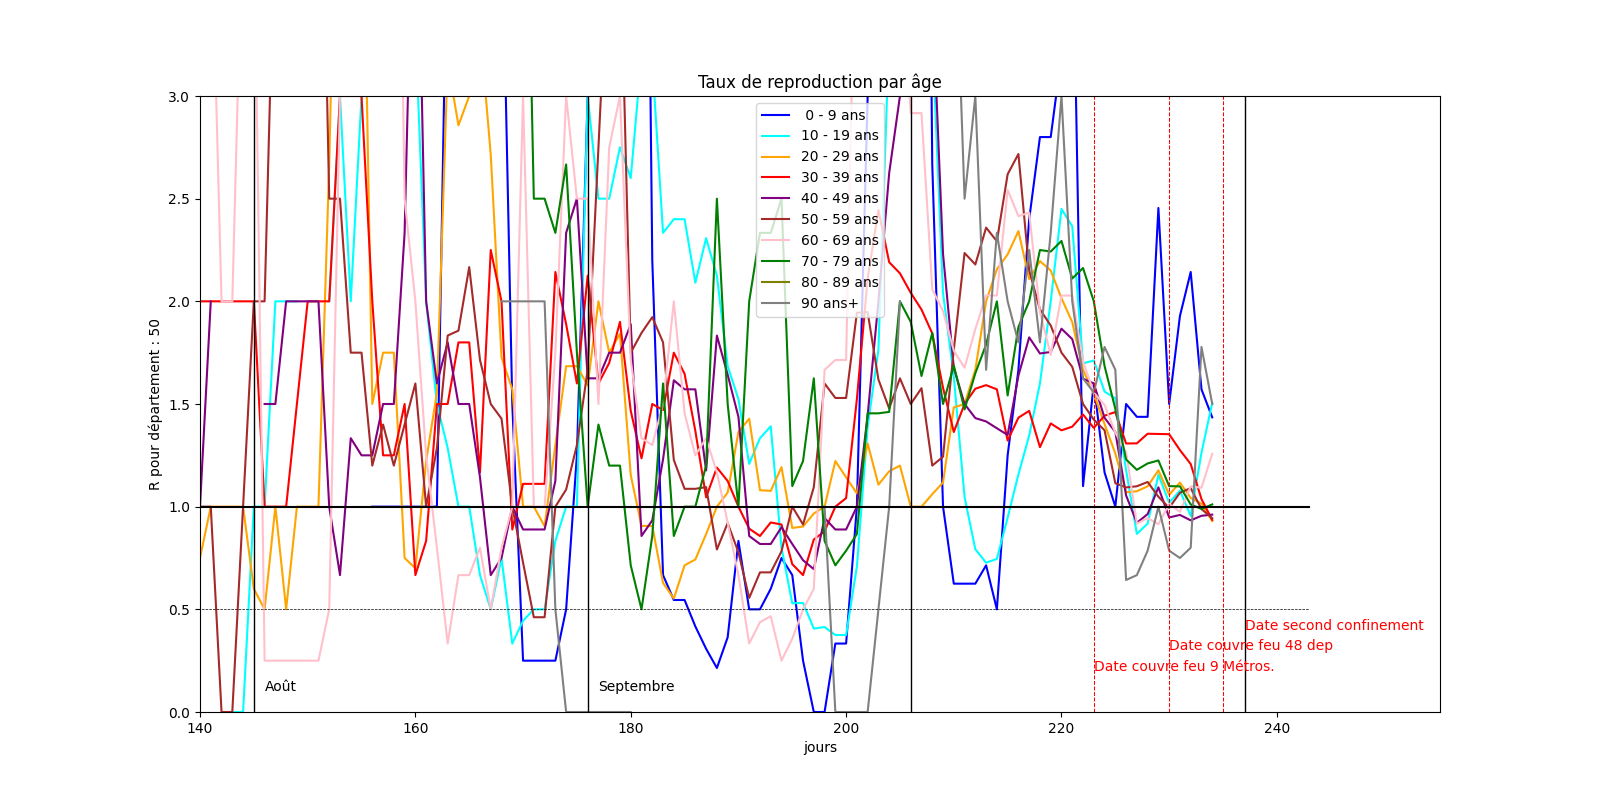 Taux de reproduction par âge
3.0
2.5
2.0
1.5
1.0
0.5
0.0
R pour département : 50
0 - 9 ans
10 - 19 ans
20 - 29 ans
30 - 39 ans
40 - 49 ans
50 - 59 ans
60 - 69 ans
70 - 79 ans
80 - 89 ans
90 ans+
Date second confinement
Date couvre feu 48 dep
Date couvre feu 9 Métros.
Août
Septembre
140
160
180
200
220
240
jours